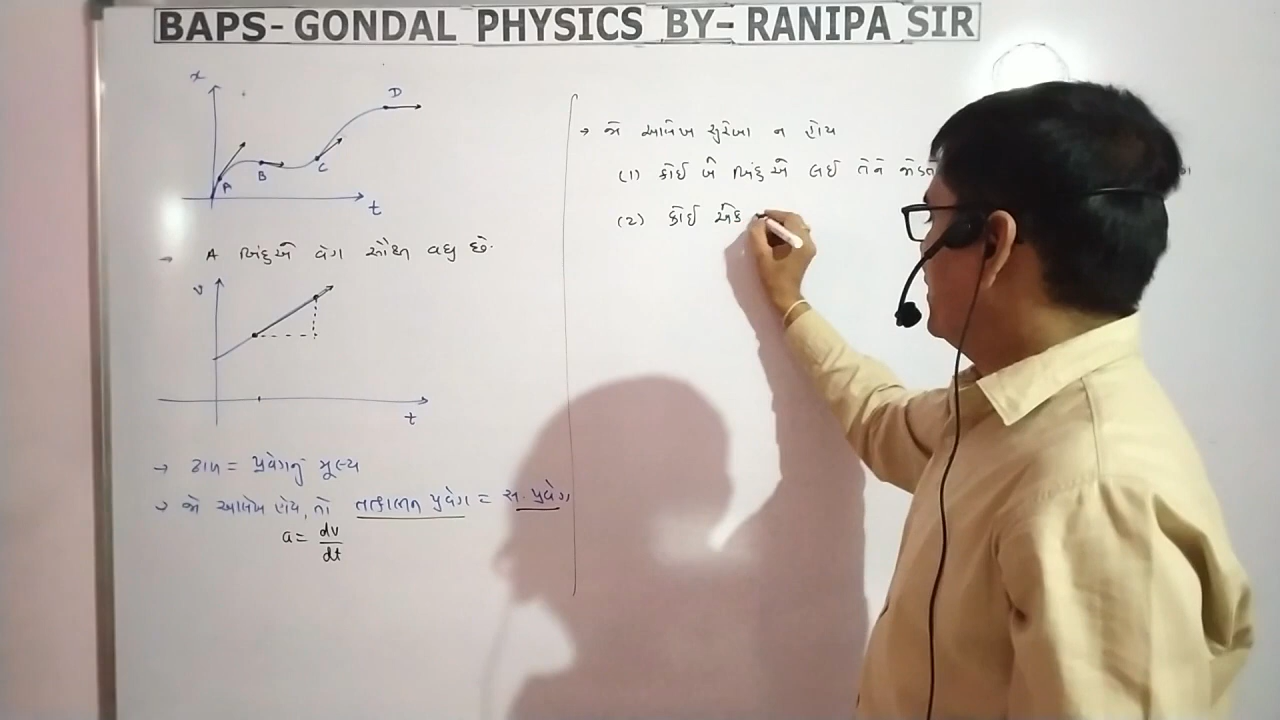 BAPS-GONDAL PHYSICS BY-RANIPA SIR
x
A
B
C
D
t
→ A બિંદુએ વેગ સૌથી વધુ છે.
v
t
→ ઢાળ = પ્રવેગનું મૂલ્ય
→ જો આલેખ હોય, તો તત્કાલિન પ્રવેગ = સ. પ્રવેગ
a = dv/dt
→ જો આલેખ સુરેખા ન હોય
(1) કોઈ બે બિંદુએ લઈ તેને
(2) કોઈ એક